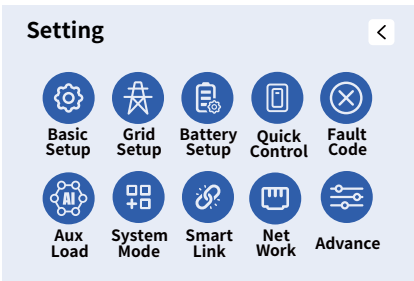 Setting
Basic Setup
Grid Setup
Battery Setup
Quick Control
Fault Code
AI
Aux Load
System Mode
Smart Link
Net Work
Advance